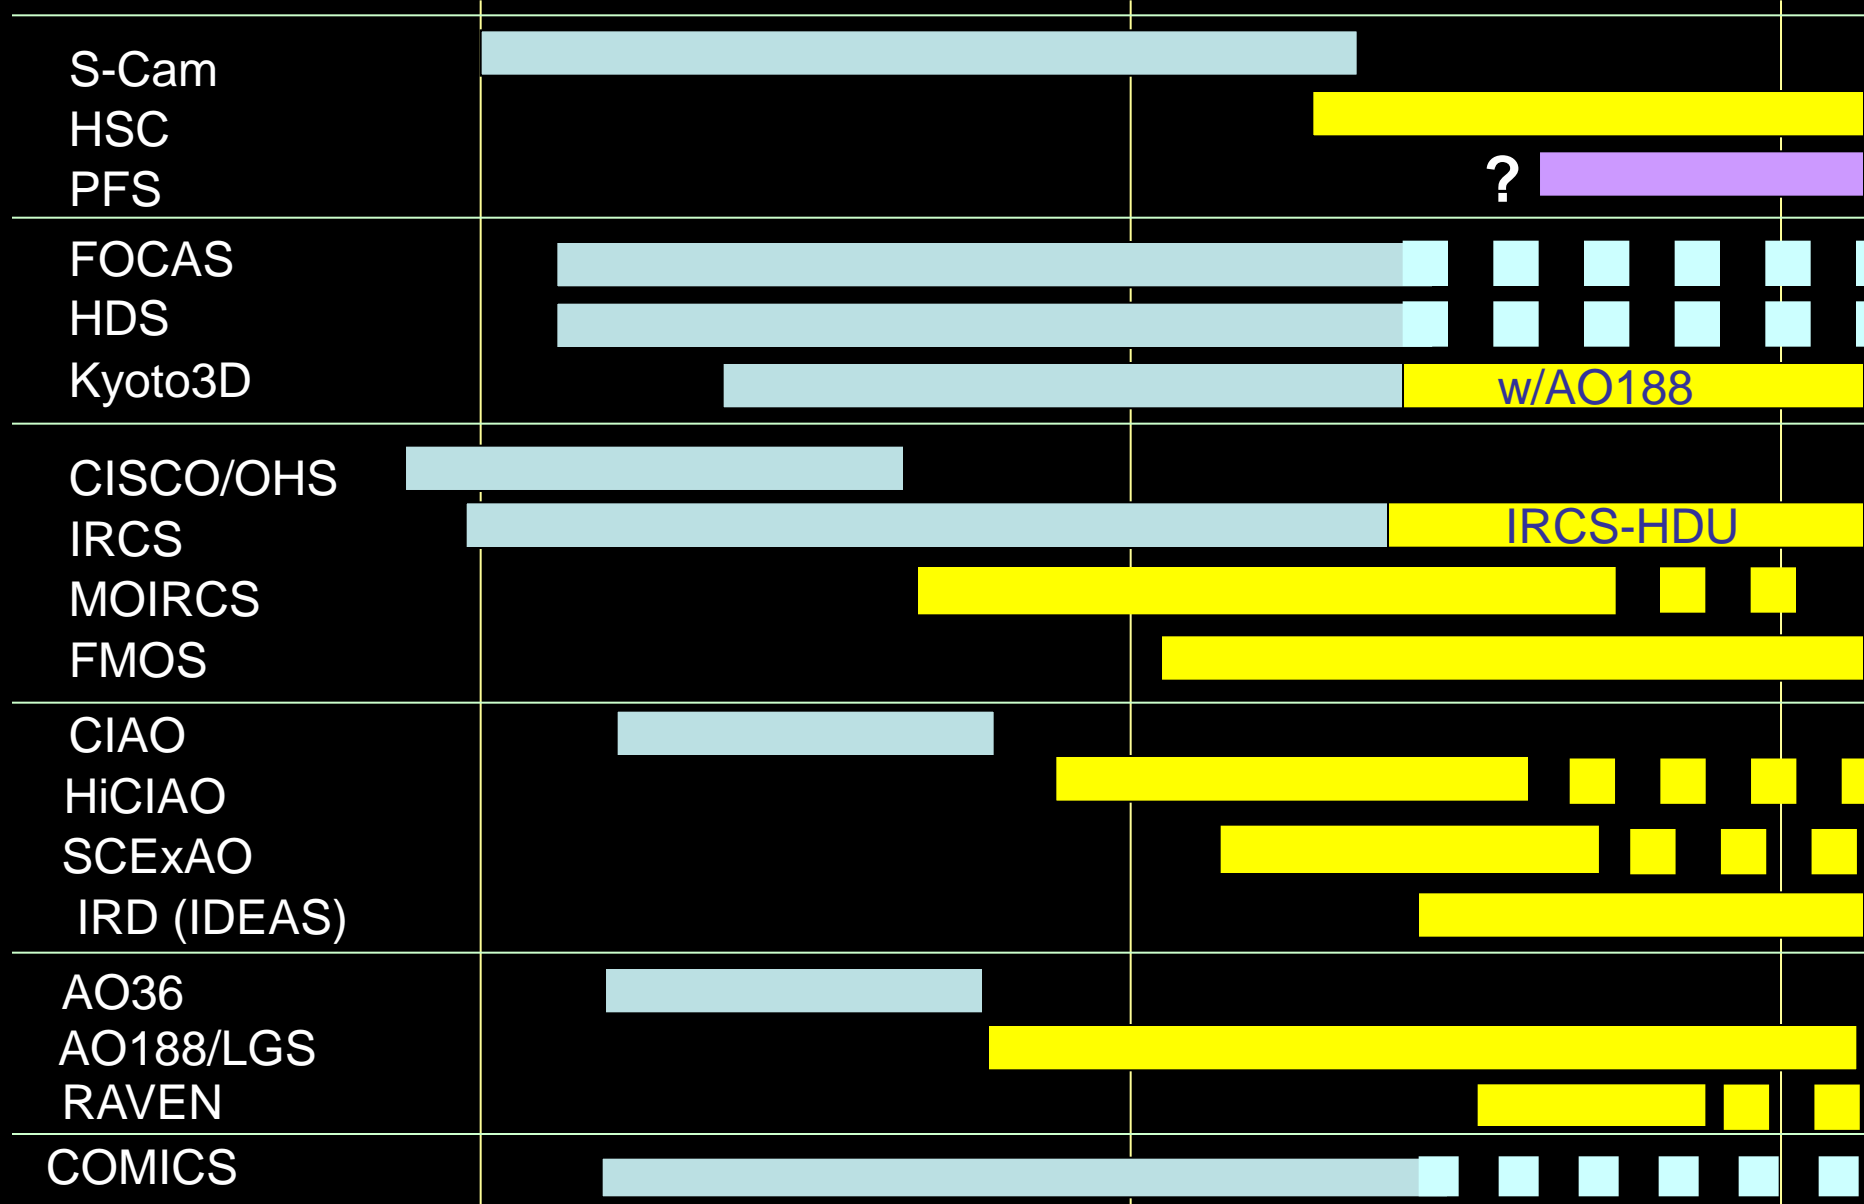 S-Cam
HSC
PFS
?
FOCAS
HDS
Kyoto3D
w/AO188
CISCO/OHS
IRCS
IRCS-HDU
MOIRCS
FMOS
CIAO
HiCIAO
SCExAO
IRD (IDEAS)
AO36
AO188/LGS
RAVEN
COMICS